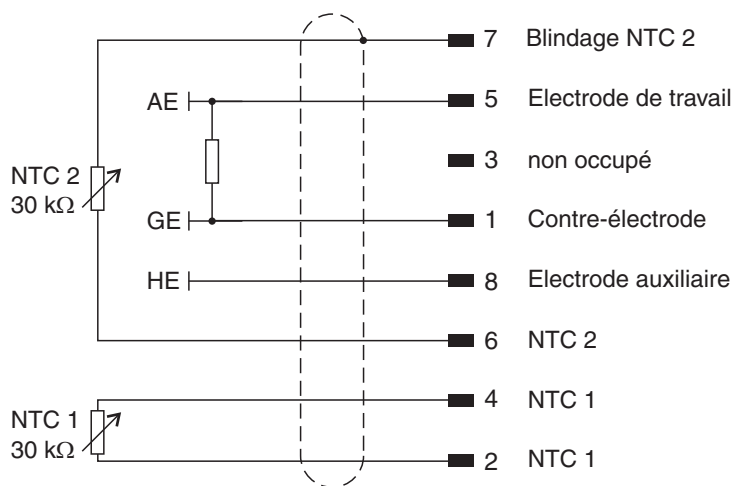 7 Blindage NTC 2
AE
5 Electrode de travail
3 non occupé
NTC 2
30 kΩ
GE
1 Contre-électrode
HE
8 Electrode auxiliaire
6 NTC 2
4 NTC 1
NTC 1
30 kΩ
2 NTC 1